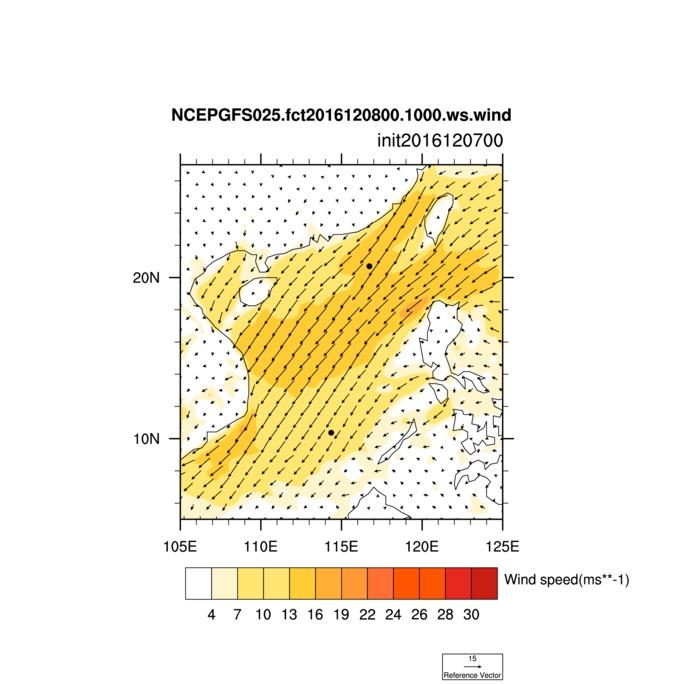 NCEPGFS025.fct2016120800.1000.ws.wind
init2016120700
20N
10N
105E 110E 115E 120E 125E
Wind speed(ms**-1)
4 7 10 13 16 19 22 24 26 28 30
15
Reference Vector